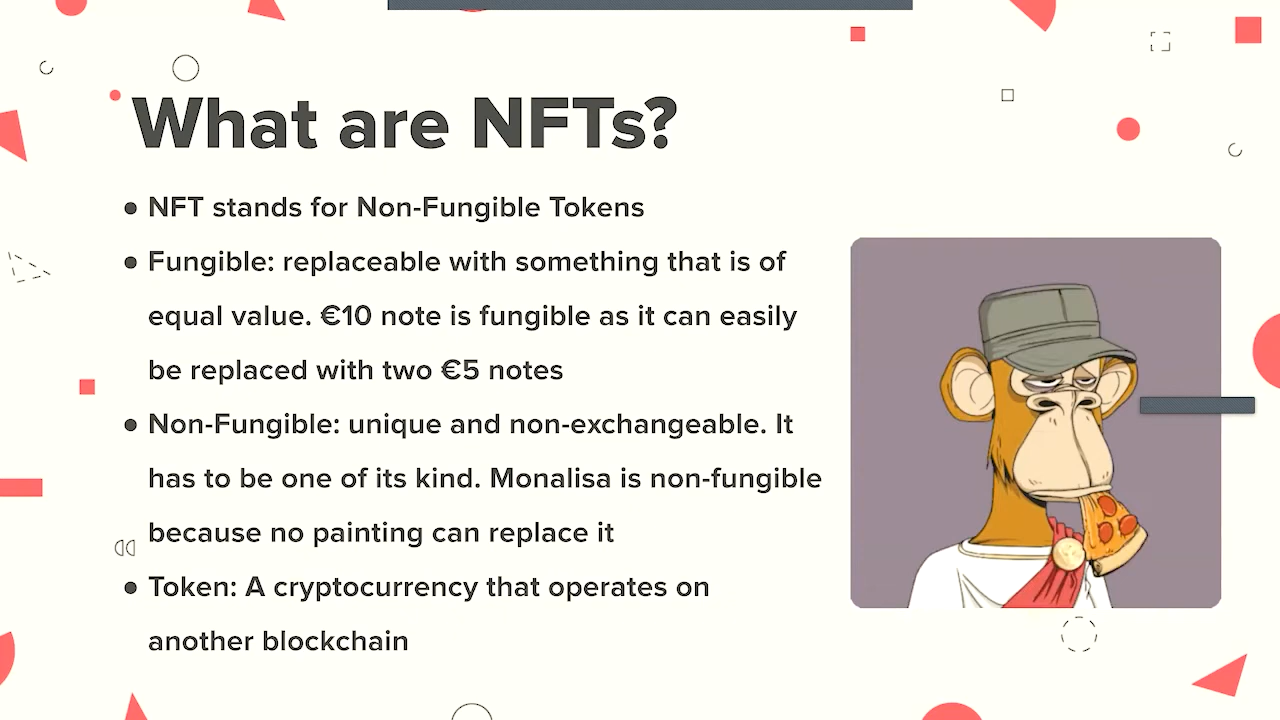 What are NFTs?
● NFT stands for Non-Fungible Tokens
● Fungible: replaceable with something that is of
equal value. €10 note is fungible as it can easily
be replaced with two €5 notes
● Non-Fungible: unique and non-exchangeable. It
has to be one of its kind. Monalisa is non-fungible
because no painting can replace it
● Token: A cryptocurrency that operates on
another blockchain